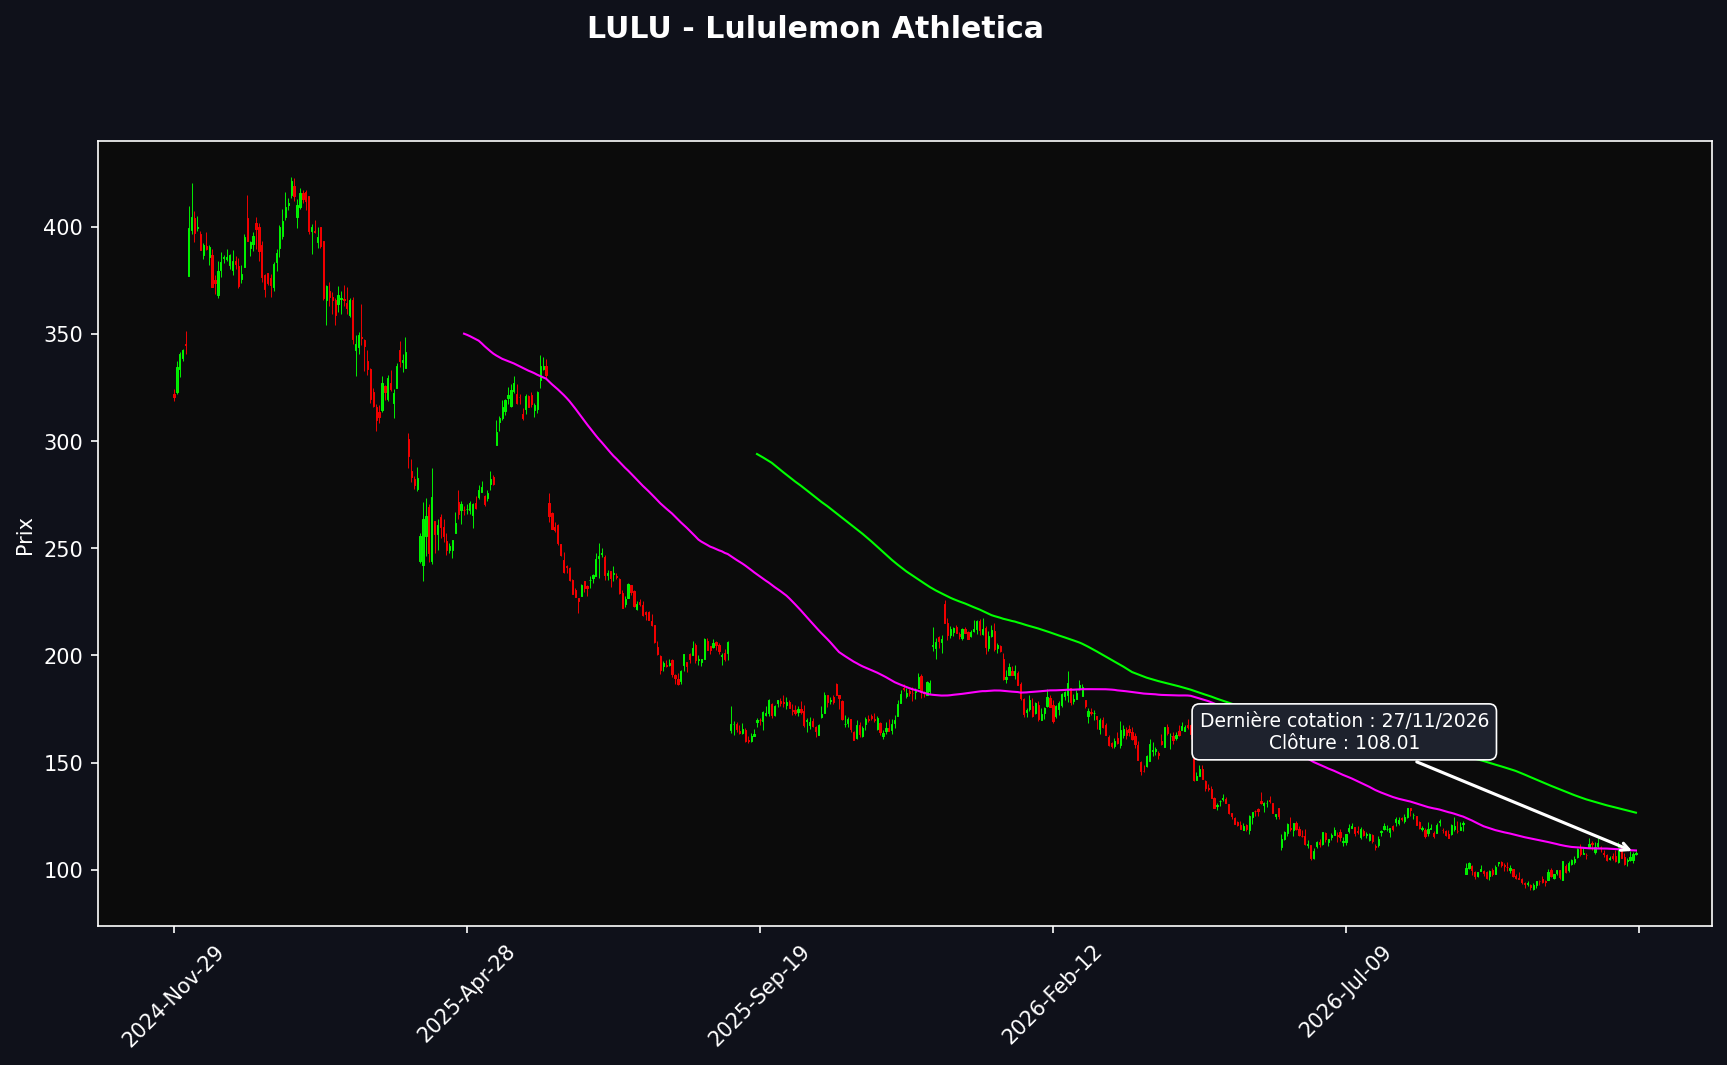 LULU - Lululemon Athletica
Prix
400
350
300
250
200
150
100
Dernière cotation : 27/11/2026
Clôture : 108.01
2024-Nov-29
2025-Apr-28
2025-Sep-19
2026-Feb-12
2026-Jul-09